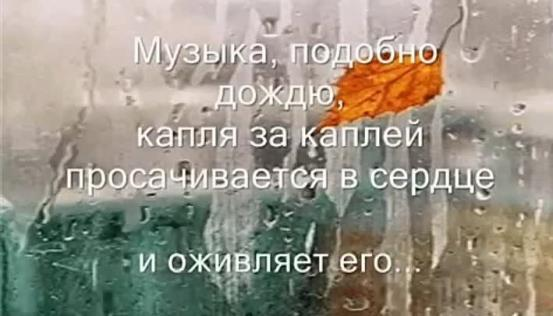 Музыка, подобно
дождю,
капля за каплей
просачивается в сердце
и оживляет его...